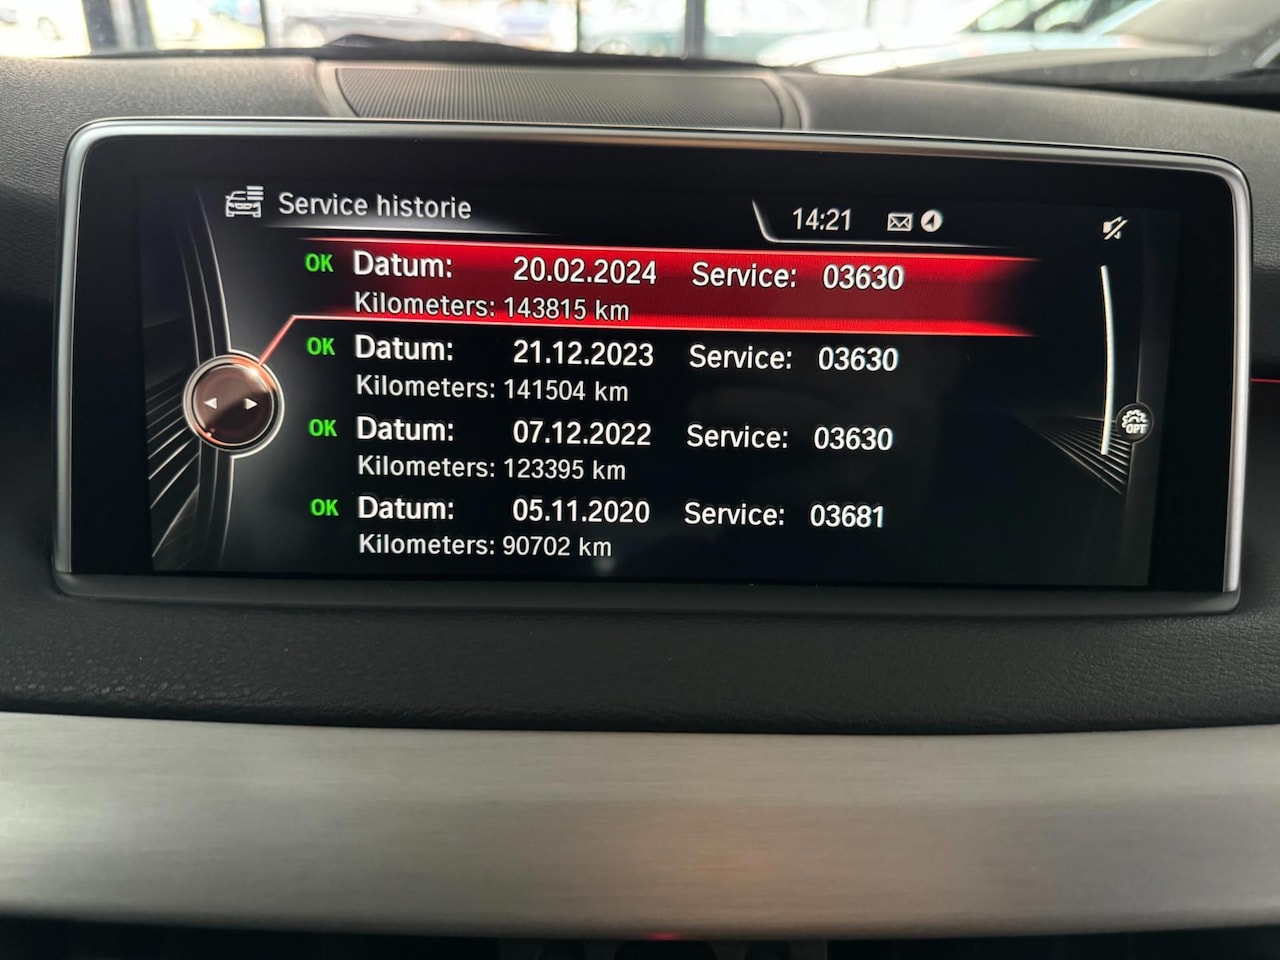 Service historie
14:21
OK Datum: 20.02.2024 Service: 03630
Kilometers: 143815 km
OK Datum: 21.12.2023 Service: 03630
Kilometers: 141504 km
OK Datum: 07.12.2022 Service: 03630
Kilometers: 123395 km
OPT
OK Datum: 05.11.2020 Service: 03681
Kilometers: 90702 km